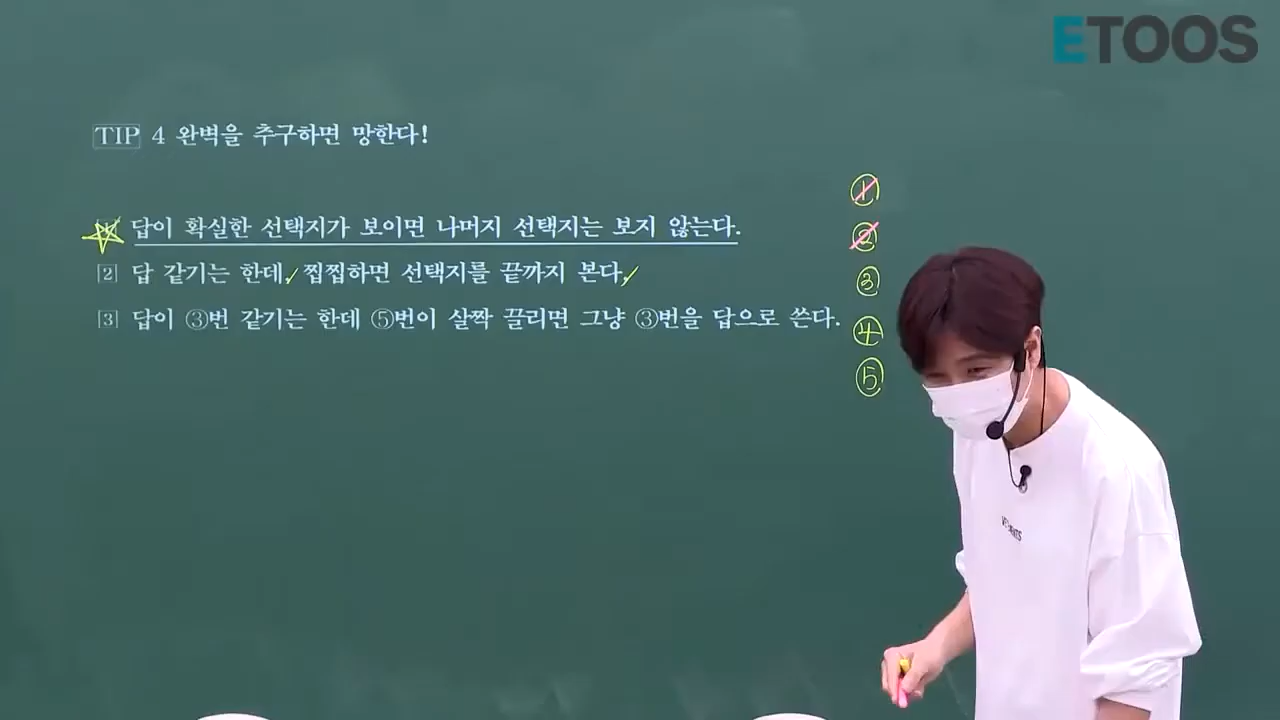 ETOOS
TIP 4 완벽을 추구하면 망한다!
답이 확실한 선택지가 보이면 나머지 선택지는 보지 않는다.
2 답 같기는 한데, 찝찝하면 선택지를 끝까지 본다.
3 답이 ③번 같기는 한데 ⑤번이 살짝 끌리면 그냥 ③번을 답으로 쓴다.
①
②
③
④
⑤